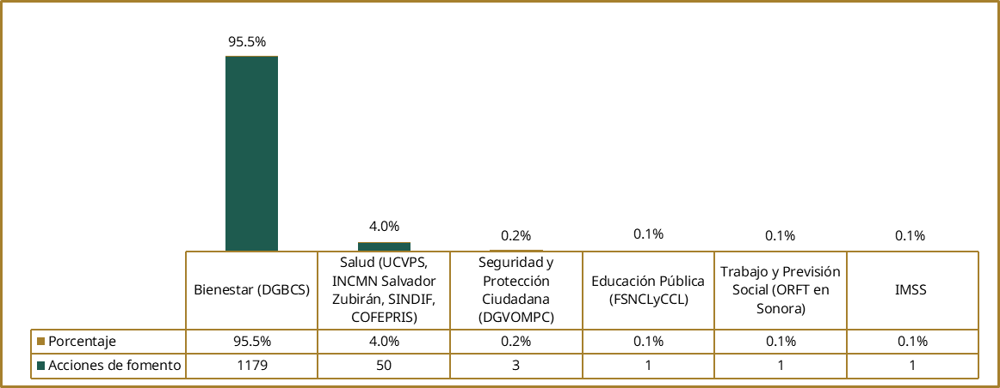 95.5%
4.0%
0.2%
0.1%
0.1%
0.1%
Bienestar (DGBCS)
Salud (UCVPS,
INCMN Salvador
Zubirán, SINDIF,
COFEPRIS)
Seguridad y
Protección
Ciudadana
(DGVOMPC)
Educación Pública
(FSNCLyCCL)
Trabajo y Previsión
Social (ORFT en
Sonora)
IMSS
Porcentaje 95.5% 4.0% 0.2% 0.1% 0.1% 0.1%
Acciones de fomento 1179 50 3 1 1 1